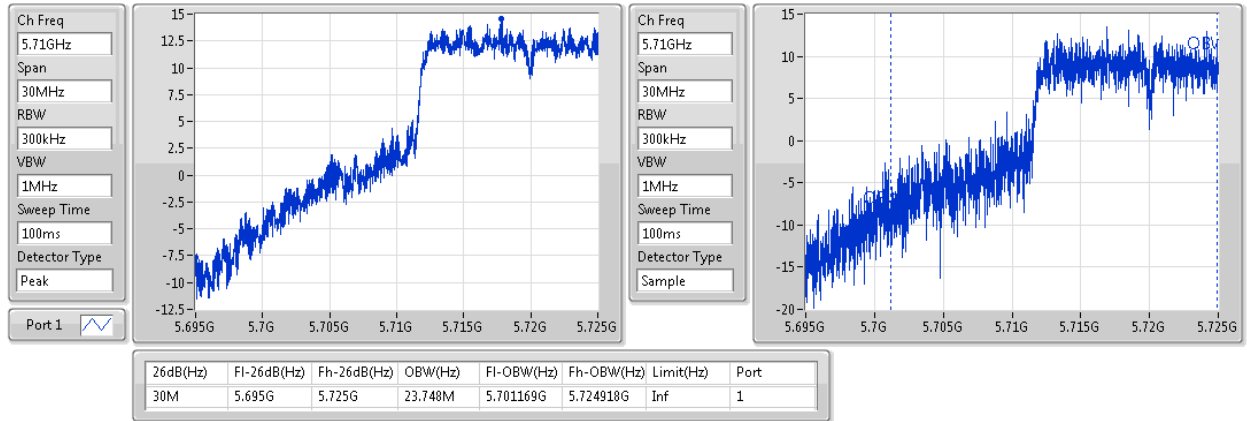 Ch Freq
5.71GHz
Span
30MHz
RBW
300kHz
VBW
1MHz
Sweep Time
100ms
Detector Type
Peak
Port 1
15
12.5
10
7.5
5
2.5
0
-2.5
-5
-7.5
-10
-12.5
5.695G 5.7G 5.705G 5.71G 5.715G 5.72G 5.725G
Ch Freq
5.71GHz
Span
30MHz
RBW
300kHz
VBW
1MHz
Sweep Time
100ms
Detector Type
Sample
15
10
5
0
-5
-10
-15
-20
5.695G 5.7G 5.705G 5.71G 5.715G 5.72G 5.725G
26dB(Hz) Fl-26dB(Hz) Fh-26dB(Hz) OBW(Hz) Fl-OBW(Hz) Fh-OBW(Hz) Limit(Hz) Port
30M 5.695G 5.725G 23.748M 5.701169G 5.724918G Inf 1